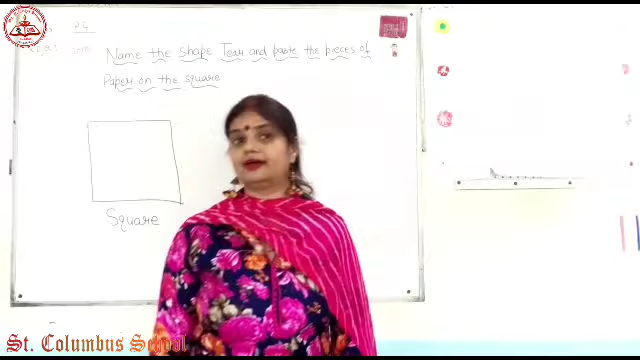 Name the shape Tear and paste the pieces of
Paper on the square
Square
St. Columbus School